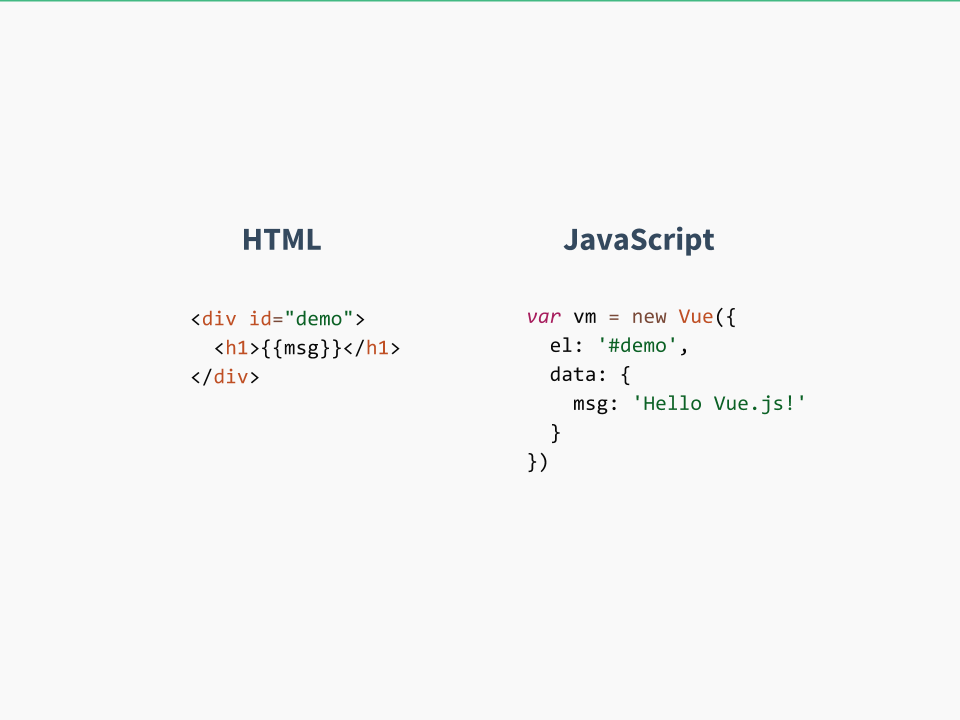 HTML
<div id="demo">
  <h1>{{msg}}</h1>
</div>
JavaScript
var vm = new Vue({
  el: '#demo',
  data: {
    msg: 'Hello Vue.js!'
  }
})